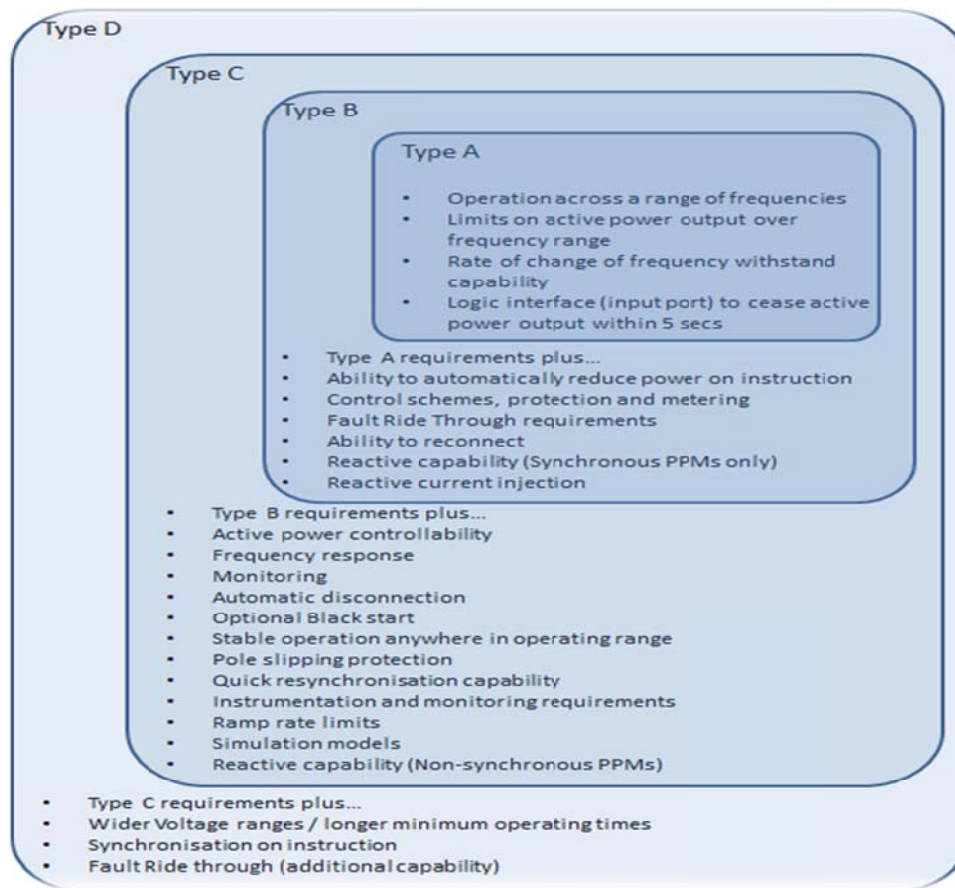 Type D
Type C
Type B
Type A
• Operation across a range of frequencies
• Limits on active power output over
frequency range
• Rate of change of frequency withstand
capability
• Logic interface (input port) to cease active
power output within 5 secs
• Type A requirements plus...
• Ability to automatically reduce power on instruction
• Control schemes, protection and metering
• Fault Ride Through requirements
• Ability to reconnect
• Reactive capability (Synchronous PPMs only)
• Reactive current injection
• Type B requirements plus...
• Active power controllability
• Frequency response
• Monitoring
• Automatic disconnection
• Optional Black start
• Stable operation anywhere in operating range
• Pole slipping protection
• Quick resynchronisation capability
• Instrumentation and monitoring requirements
• Ramp rate limits
• Simulation models
• Reactive capability (Non-synchronous PPMs)
• Type C requirements plus...
• Wider Voltage ranges / longer minimum operating times
• Synchronisation on instruction
• Fault Ride through (additional capability)